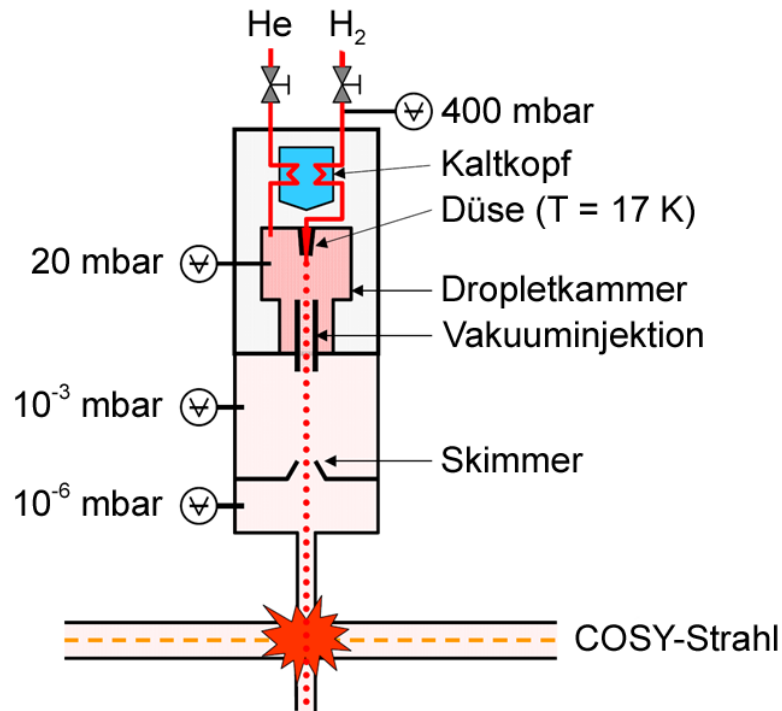 He
H₂
400 mbar
Kaltkopf
Düse (T = 17 K)
20 mbar
Dropletkammer
Vakuuminjektion
10⁻³ mbar
Skimmer
10⁻⁶ mbar
COSY-Strahl